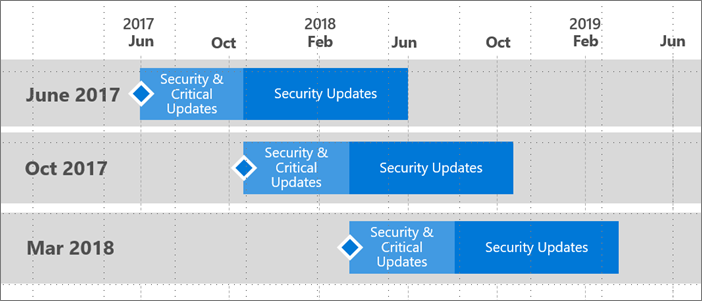 2017 2018 2019
Jun Oct Feb Jun Oct Feb Jun
June 2017
Security &
Critical
Updates
Security Updates
Oct 2017
Security &
Critical
Updates
Security Updates
Mar 2018
Security &
Critical
Updates
Security Updates